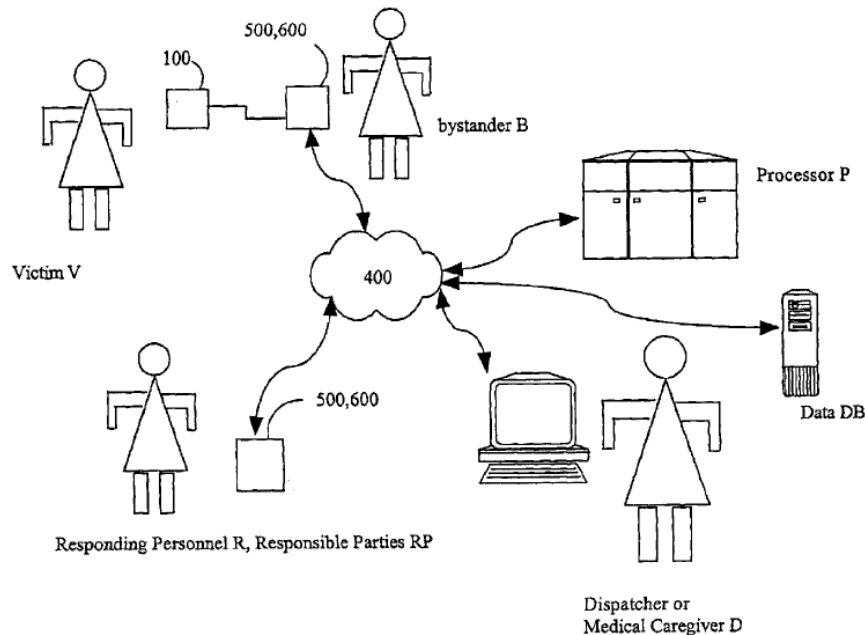 500,600
100
bystander B
Processor P
Victim V
400
500,600
Data DB
Responding Personnel R, Responsible Parties RP
Dispatcher or
Medical Caregiver D